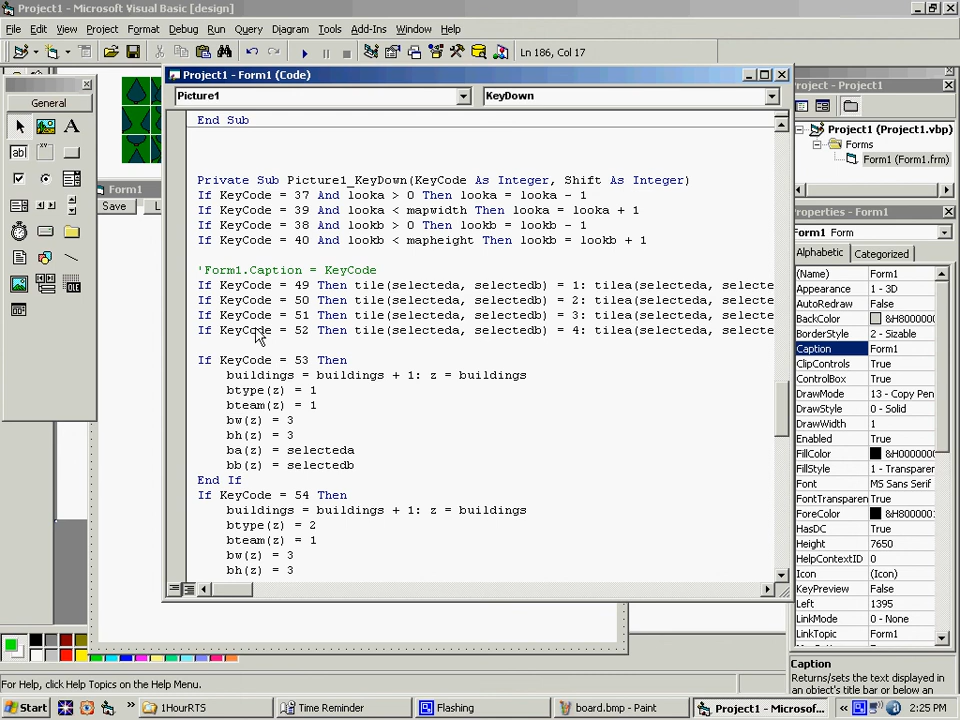 Project1 - Microsoft Visual Basic [design]
File Edit View Project Format Debug Run Query Diagram Tools Add-Ins Window Help
Ln 186, Col 17
General
Form1
Save
Project1 - Form1 (Code)
Picture1
KeyDown
End Sub
Private Sub Picture1_KeyDown(KeyCode As Integer, Shift As Integer)
If KeyCode = 37 And looka > 0 Then looka = looka - 1
If KeyCode = 39 And looka < mapwidth Then looka = looka + 1
If KeyCode = 38 And lookb > 0 Then lookb = lookb - 1
If KeyCode = 40 And lookb < mapheight Then lookb = lookb + 1
'Form1.Caption = KeyCode
If KeyCode = 49 Then tile(selecteda, selectedb) = 1: tilea(selecteda, selecte
If KeyCode = 50 Then tile(selecteda, selectedb) = 2: tilea(selecteda, selecte
If KeyCode = 51 Then tile(selecteda, selectedb) = 3: tilea(selecteda, selecte
If KeyCode = 52 Then tile(selecteda, selectedb) = 4: tilea(selecteda, selecte
If KeyCode = 53 Then
buildings = buildings + 1: z = buildings
btype(z) = 1
bteam(z) = 1
bw(z) = 3
bh(z) = 3
ba(z) = selecteda
bb(z) = selectedb
End If
If KeyCode = 54 Then
buildings = buildings + 1: z = buildings
btype(z) = 2
bteam(z) = 1
bw(z) = 3
bh(z) = 3
roject - Project1
Project1 (Project1.vbp)
Forms
Form1 (Form1.frm)
Properties - Form1
Form1 Form
Alphabetic Categorized
(Name) Form1
Appearance 1 - 3D
AutoRedraw False
BackColor &H8000000
BorderStyle 2 - Sizable
Caption Form1
ClipControls True
ControlBox True
DrawMode 13 - Copy Pen
DrawStyle 0 - Solid
DrawWidth 1
Enabled True
FillColor &H0000000
FillStyle 1 - Transparer
Font MS Sans Serif
FontTransparen True
ForeColor &H8000001
HasDC True
Height 7650
HelpContextID 0
Icon (Icon)
KeyPreview False
Left 1395
LinkMode 0 - None
LinkTopic Form1
Caption
Returns/sets the text displayed in
an object's title bar or below an
For Help, click Help Topics on the Help Menu.
Start
1HourRTS
Time Reminder
Flashing
board.bmp - Paint
Project1 - Microsof...
2:25 PM